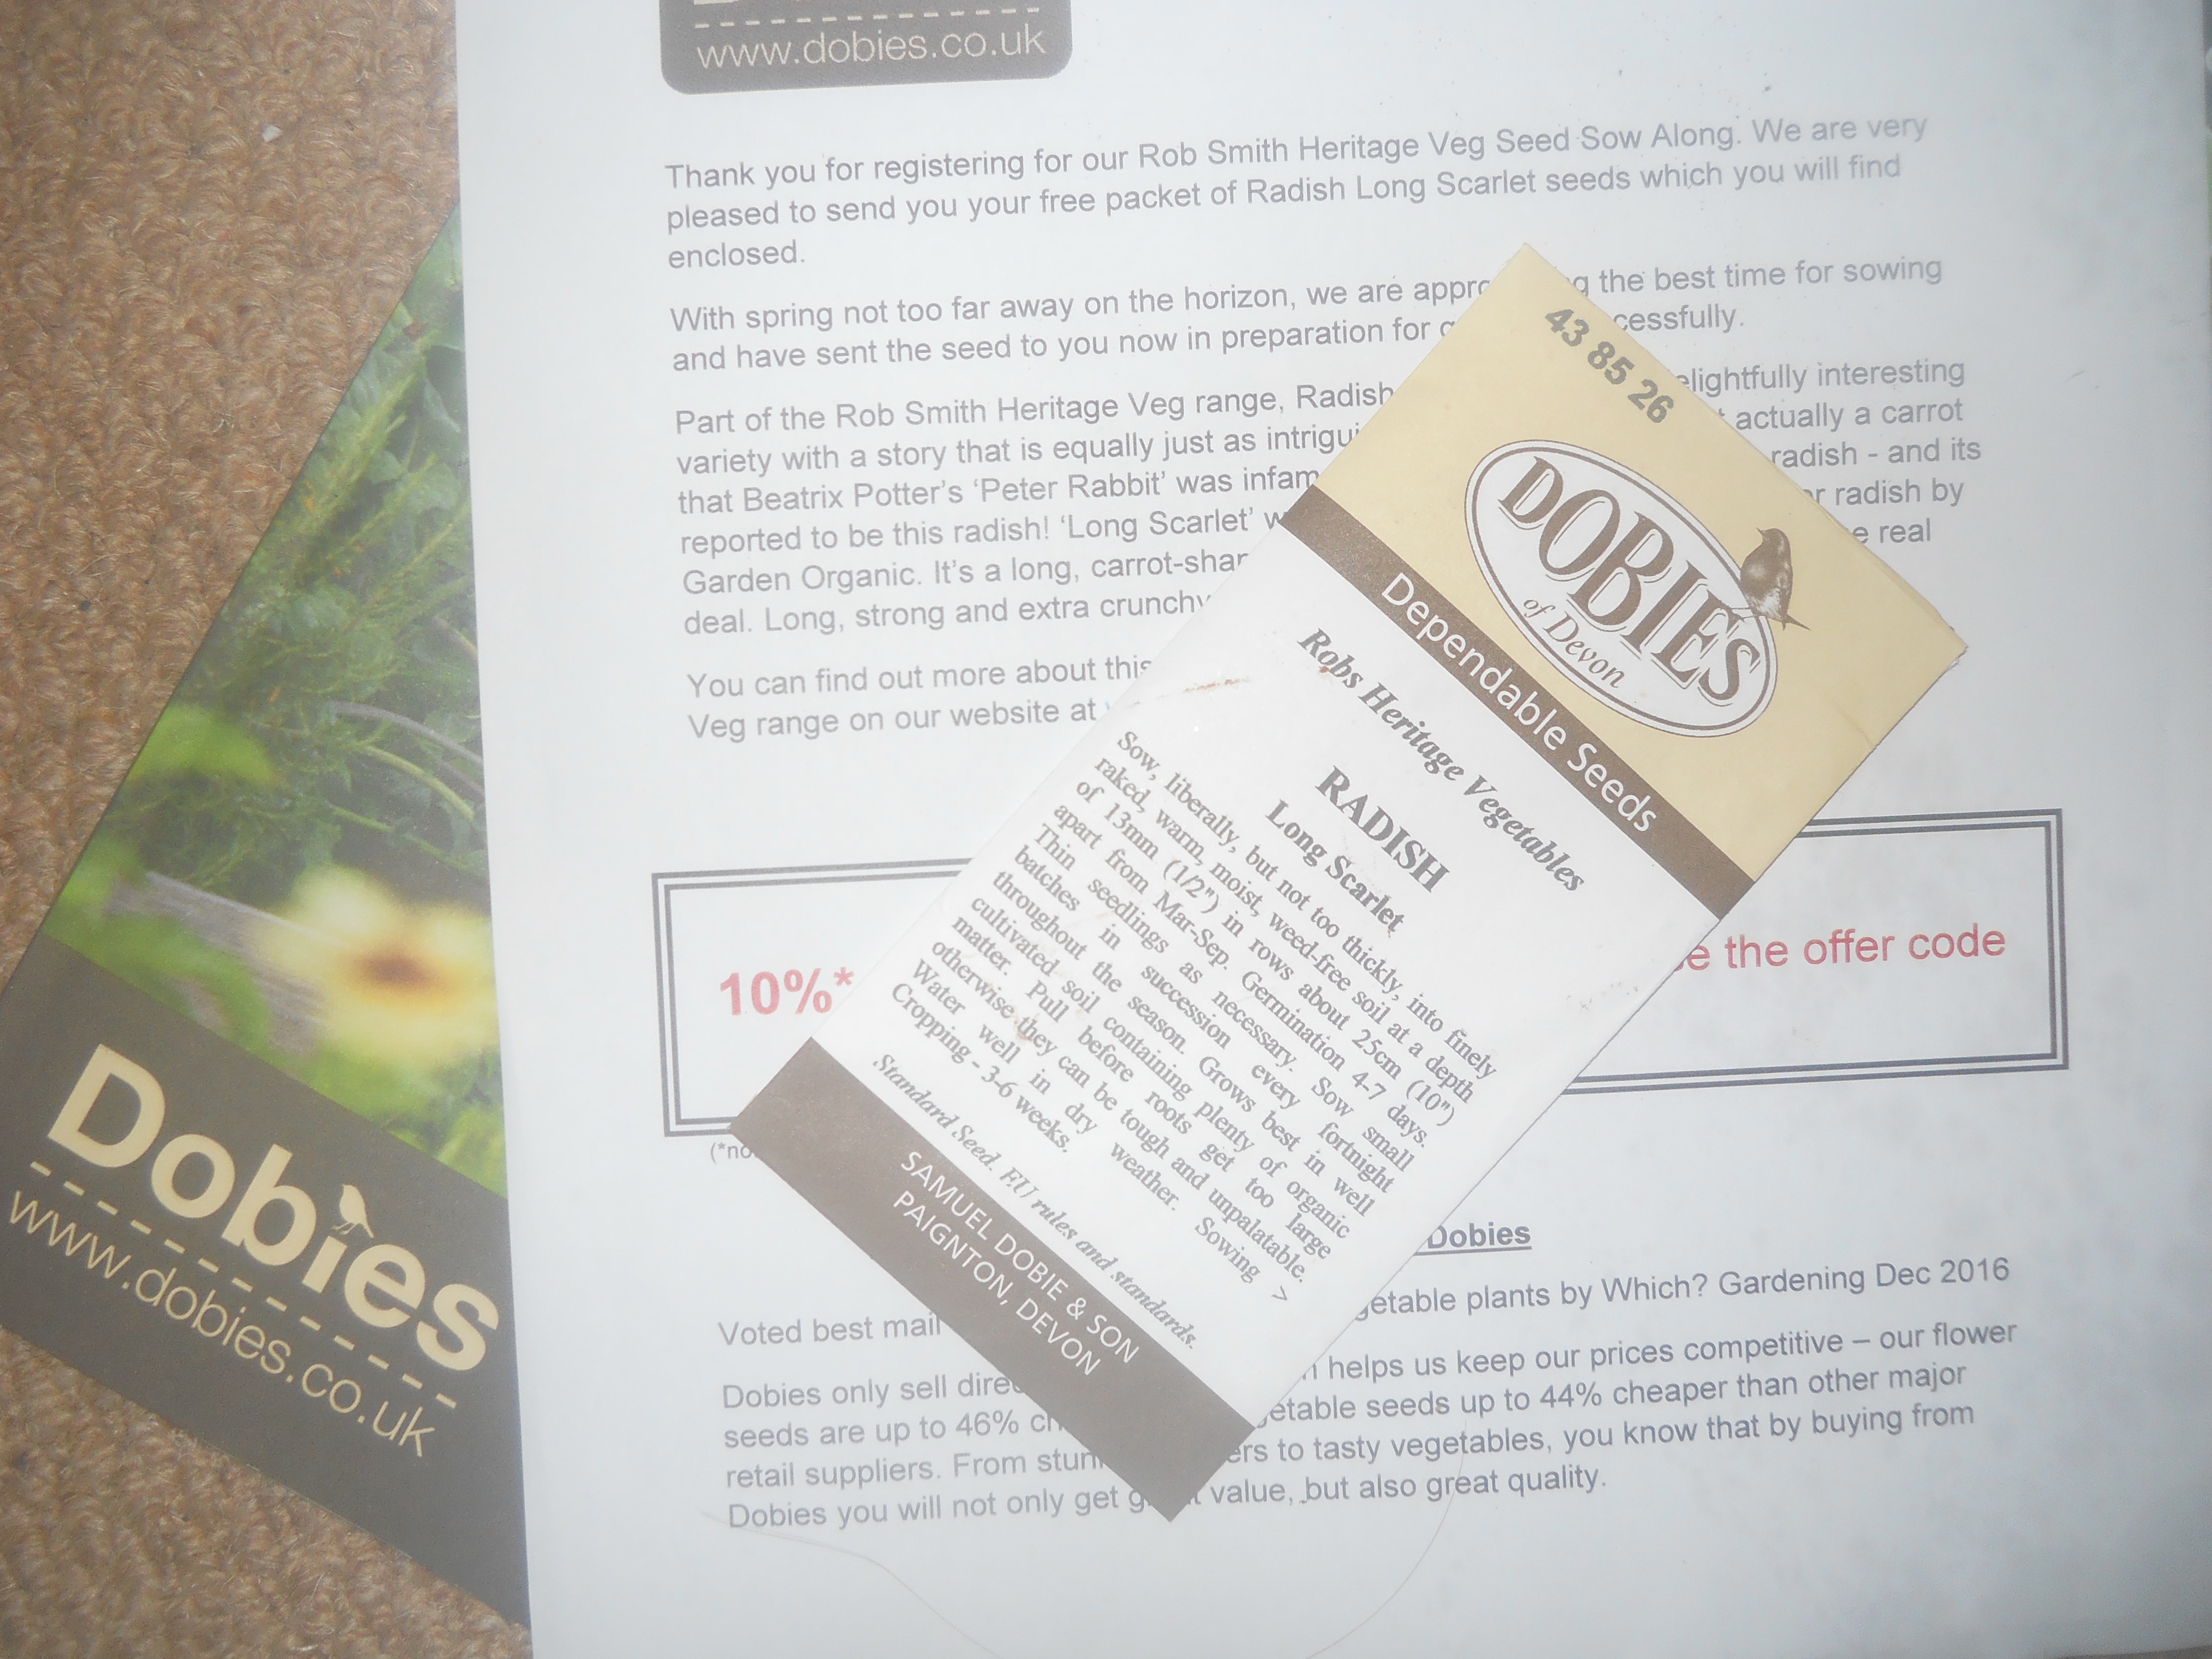 www.dobies.co.uk
Thank you for registering for our Rob Smith Heritage Veg Seed Sow Along. We are very
pleased to send you your free packet of Radish Long Scarlet seeds which you will find
enclosed.
With spring not too far away on the horizon, we are appro g the best time for sowing
and have sent the seed to you now in preparation for g cessfully.
Part of the Rob Smith Heritage Veg range, Radish elightfully interesting
variety with a story that is equally just as intrigui actually a carrot
that Beatrix Potter's 'Peter Rabbit' was infam radish - and its
reported to be this radish! 'Long Scarlet' w r radish by
Garden Organic. It's a long, carrot-shap e real
deal. Long, strong and extra crunchy
You can find out more about this
Veg range on our website at
10%* e the offer code
(*no
Dobies
Voted best mail getable plants by Which? Gardening Dec 2016
Dobies only sell direc h helps us keep our prices competitive – our flower
seeds are up to 46% ch getable seeds up to 44% cheaper than other major
retail suppliers. From stunn ers to tasty vegetables, you know that by buying from
Dobies you will not only get g t value, but also great quality.
43 85 26
DOBIES
of Devon
Dependable Seeds
Robs Heritage Vegetables
RADISH
Long Scarlet
Sow, liberally, but not too thickly, into finely
raked, warm, moist, weed-free soil at a depth
of 13mm (1/2") in rows about 25cm (10")
apart from Mar-Sep. Germination 4-7 days.
Thin seedlings as necessary. Sow small
batches in succession every fortnight
throughout the season. Grows best in well
cultivated soil containing plenty of organic
matter. Pull before roots get too large
otherwise they can be tough and unpalatable.
Water well in dry weather. Sowing >
Cropping - 3-6 weeks.
Standard Seed. EU rules and standards.
SAMUEL DOBIE & SON
PAIGNTON, DEVON
Dobies
www.dobies.co.uk